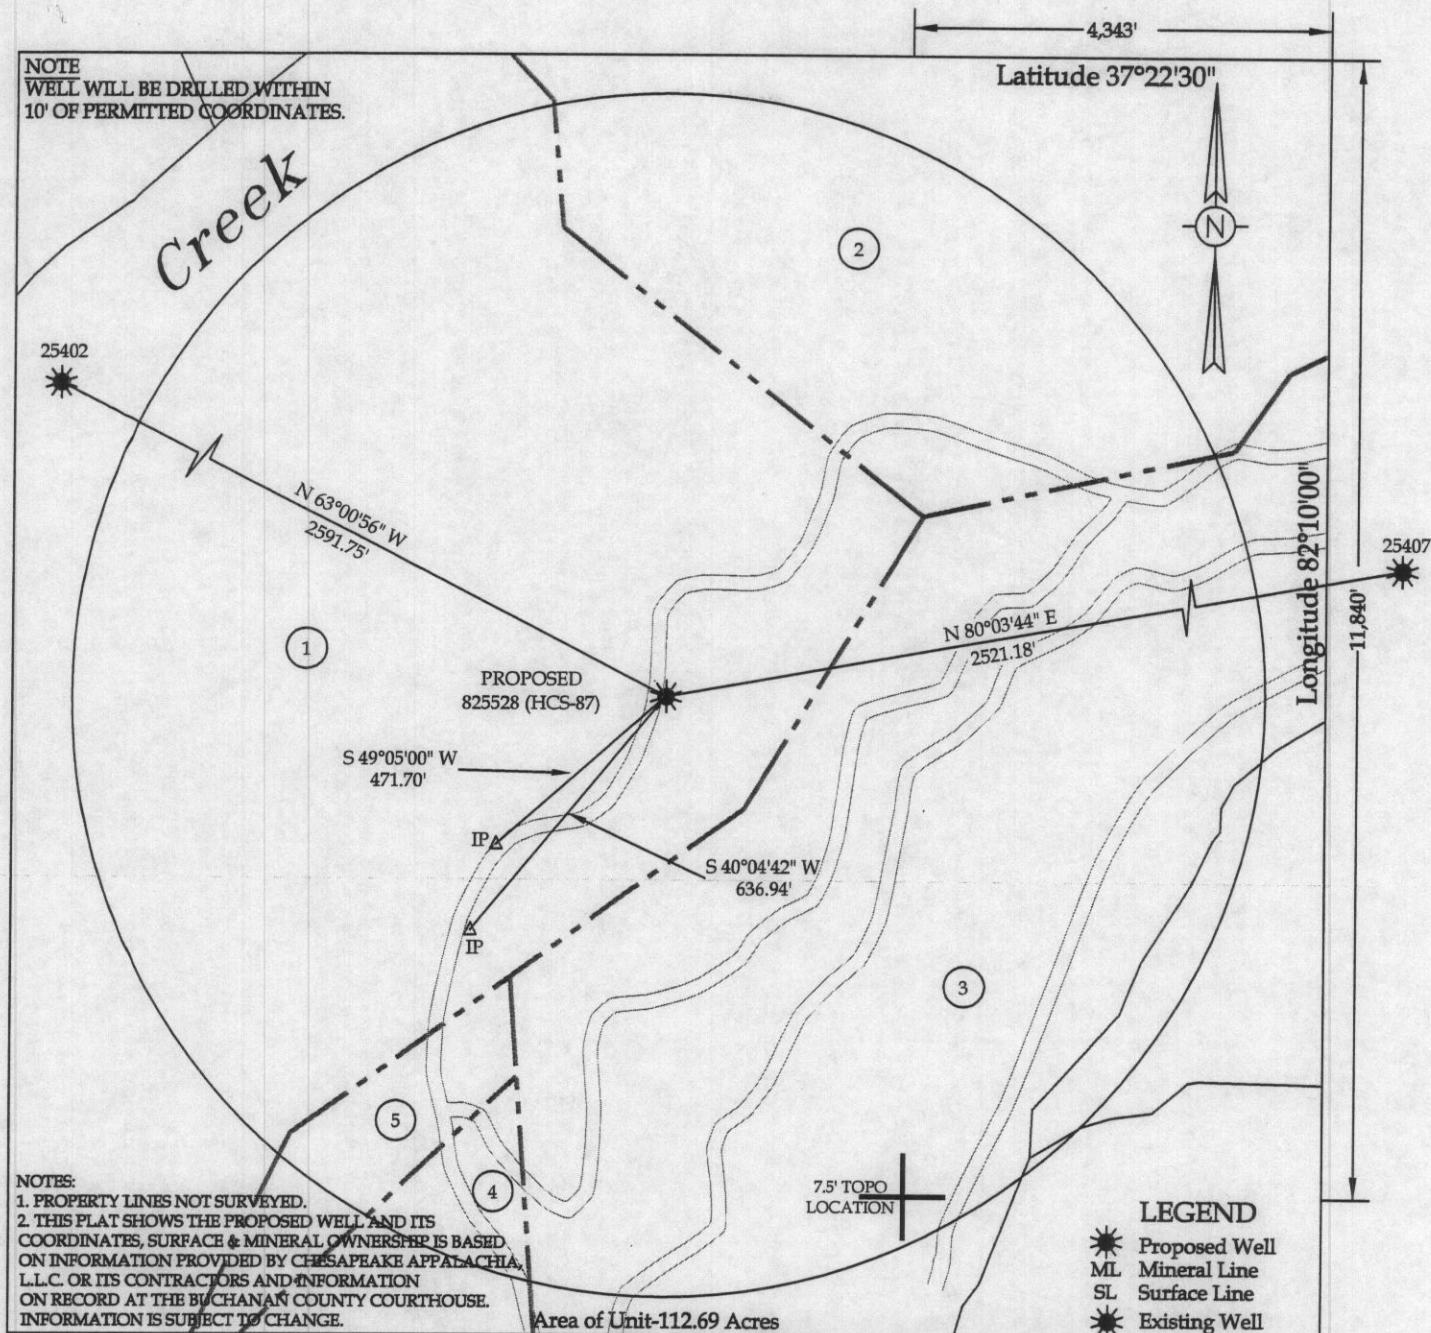 4,343'
NOTE
WELL WILL BE DRILLED WITHIN
10' OF PERMITTED COORDINATES.
Latitude 37°22'30"
Creek
N
2
25402
N 63°00'56" W
2591.75'
Longitude 82°10'00"
11,840'
25407
N 80°03'44" E
2521.18'
1
PROPOSED
825528 (HCS-87)
S 49°05'00" W
471.70'
IP
S 40°04'42" W
636.94'
IP
3
5
4
7.5' TOPO
LOCATION
NOTES:
1. PROPERTY LINES NOT SURVEYED.
2. THIS PLAT SHOWS THE PROPOSED WELL AND ITS
COORDINATES, SURFACE & MINERAL OWNERSHIP IS BASED
ON INFORMATION PROVIDED BY CHESAPEAKE APPALACHIA,
L.L.C. OR ITS CONTRACTORS AND INFORMATION
ON RECORD AT THE BUCHANAN COUNTY COURTHOUSE.
INFORMATION IS SUBJECT TO CHANGE.
Area of Unit-112.69 Acres
LEGEND
Proposed Well
ML Mineral Line
SL Surface Line
Existing Well